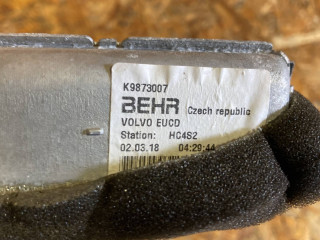 K9873007
BEHR Czech republic
VOLVO EUCD
Station: HC4S2
02.03.18 04:29:44